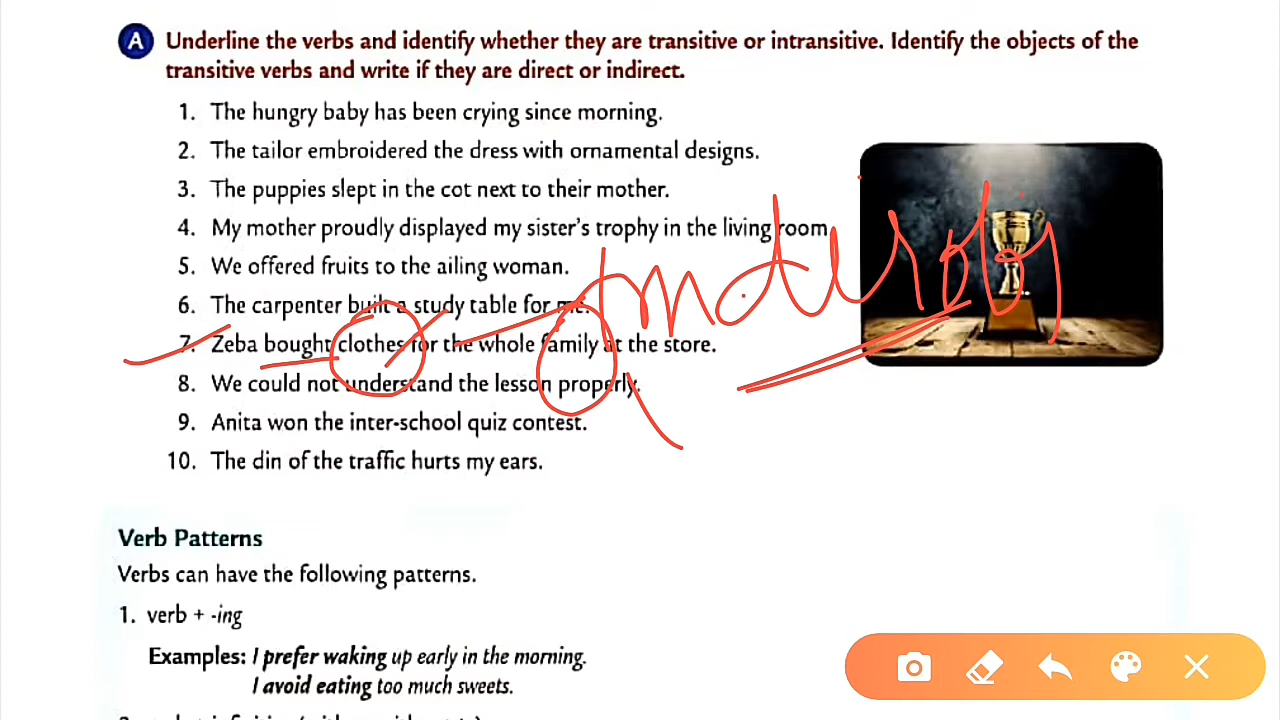 A Underline the verbs and identify whether they are transitive or intransitive. Identify the objects of the
transitive verbs and write if they are direct or indirect.
1. The hungry baby has been crying since morning.
2. The tailor embroidered the dress with ornamental designs.
3. The puppies slept in the cot next to their mother.
4. My mother proudly displayed my sister's trophy in the living room
5. We offered fruits to the ailing woman.
6. The carpenter built a study table for me.
7. Zeba bought clothes for the whole family at the store.
8. We could not understand the lesson properly.
9. Anita won the inter-school quiz contest.
10. The din of the traffic hurts my ears.
Verb Patterns
Verbs can have the following patterns.
1. verb + -ing
Examples: I prefer waking up early in the morning.
I avoid eating too much sweets.